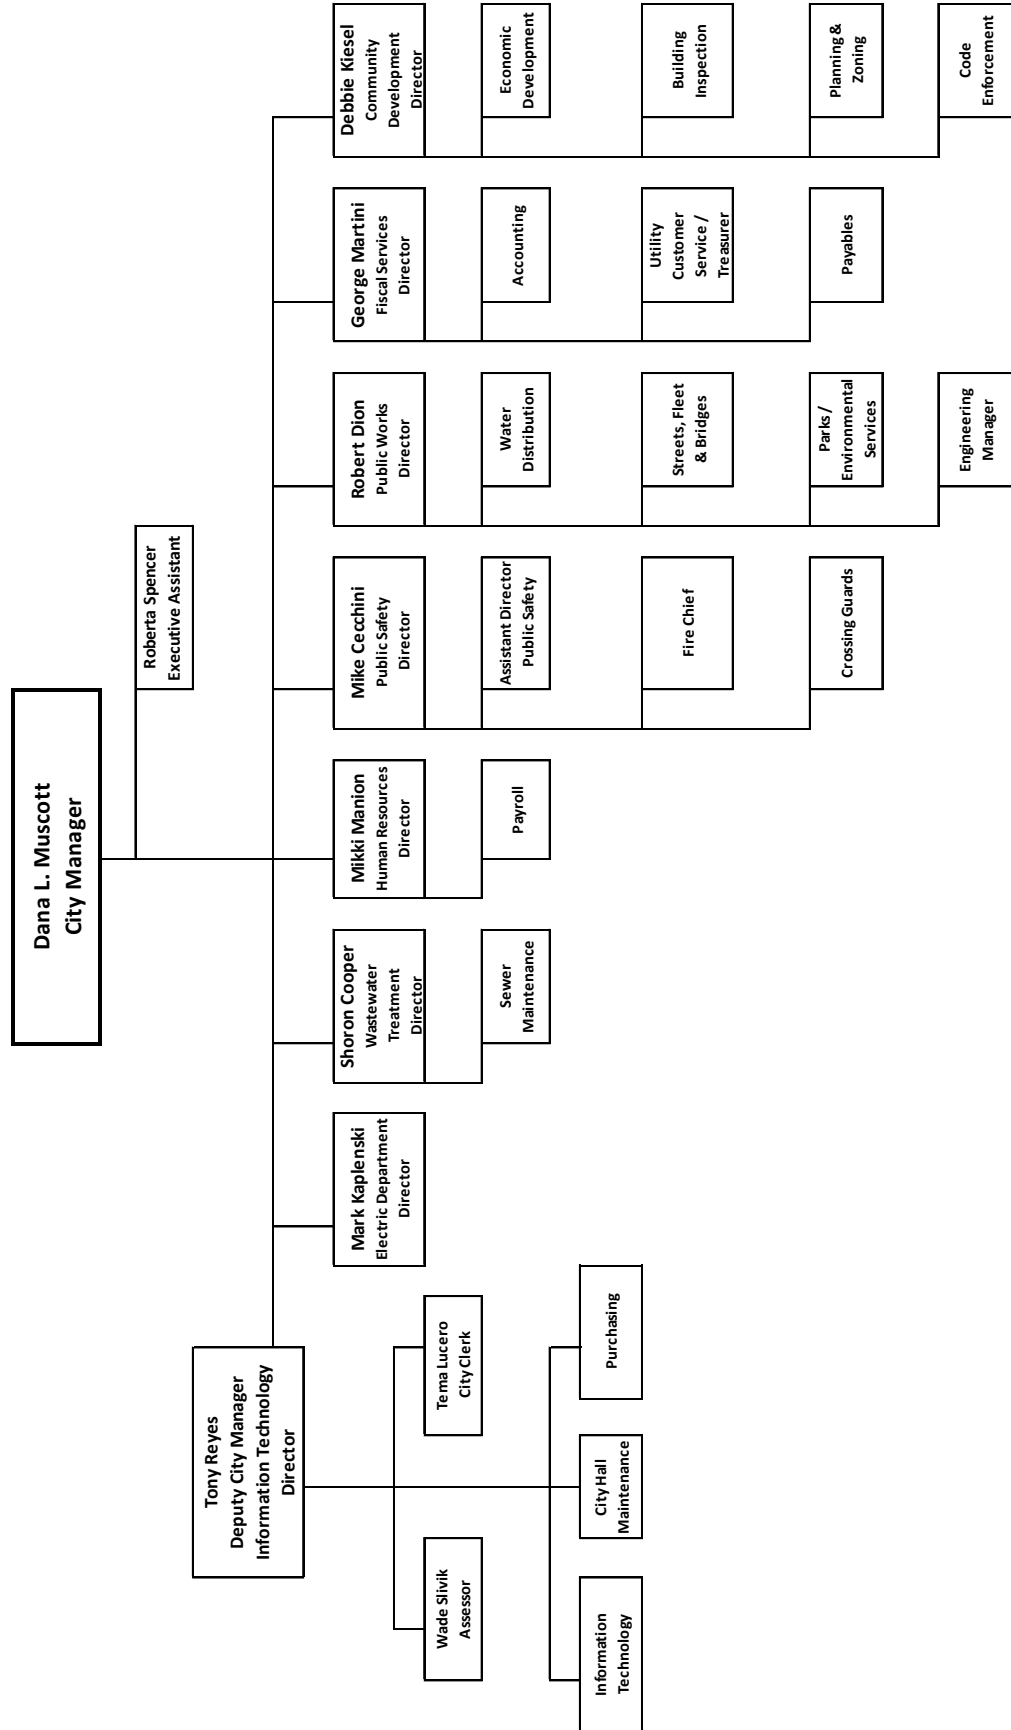 Dana L. Muscott
City Manager
Roberta Spencer
Executive Assistant
Tony Reyes
Deputy City Manager
Information Technology
Director
Mark Kaplenski
Electric Department
Director
Shoron Cooper
Wastewater
Treatment
Director
Mikki Manion
Human Resources
Director
Mike Cecchini
Public Safety
Director
Robert Dion
Public Works
Director
George Martini
Fiscal Services
Director
Debbie Kiesel
Community
Development
Director
Wade Slivik
Assessor
Tema Lucero
City Clerk
Sewer
Maintenance
Payroll
Assistant Director
Public Safety
Water
Distribution
Accounting
Economic
Development
Information
Technology
City Hall
Maintenance
Purchasing
Fire Chief
Streets, Fleet
& Bridges
Utility
Customer
Service /
Treasurer
Building
Inspection
Crossing Guards
Parks /
Environmental
Services
Payables
Planning &
Zoning
Engineering
Manager
Code
Enforcement